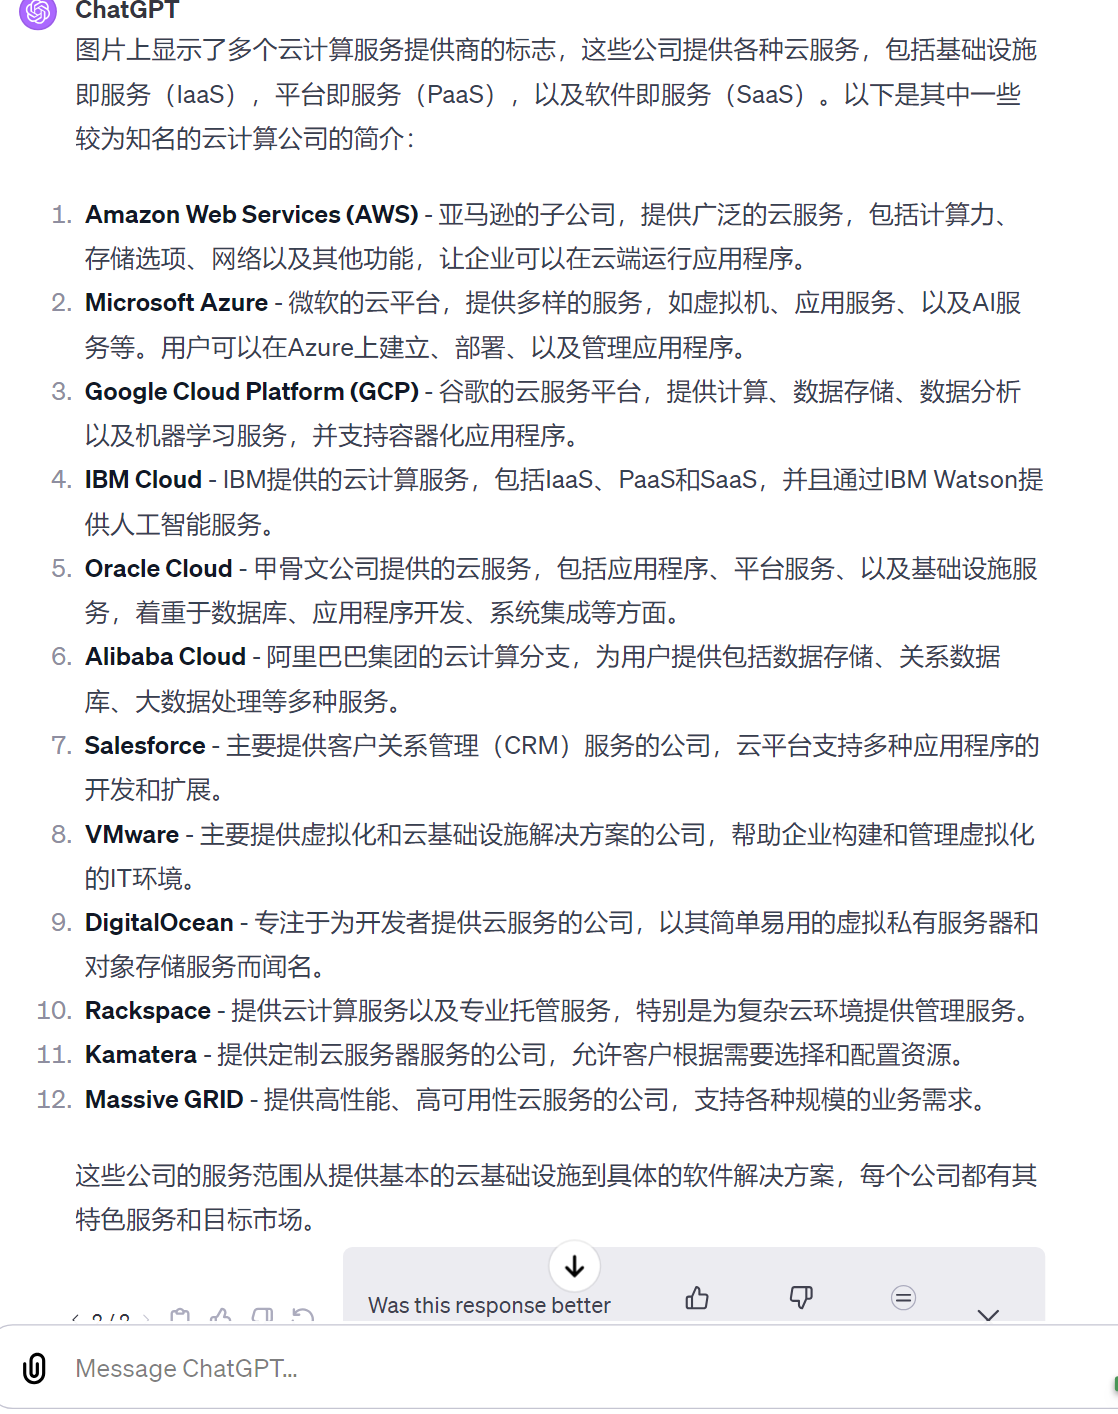 ChatGPT
图片上显示了多个云计算服务提供商的标志，这些公司提供各种云服务，包括基础设施
即服务（IaaS），平台即服务（PaaS），以及软件即服务（SaaS）。以下是其中一些
较为知名的云计算公司的简介：
1. Amazon Web Services (AWS) - 亚马逊的子公司，提供广泛的云服务，包括计算力、
存储选项、网络以及其他功能，让企业可以在云端运行应用程序。
2. Microsoft Azure - 微软的云平台，提供多样的服务，如虚拟机、应用服务、以及AI服
务等。用户可以在Azure上建立、部署、以及管理应用程序。
3. Google Cloud Platform (GCP) - 谷歌的云服务平台，提供计算、数据存储、数据分析
以及机器学习服务，并支持容器化应用程序。
4. IBM Cloud - IBM提供的云计算服务，包括IaaS、PaaS和SaaS，并且通过IBM Watson提
供人工智能服务。
5. Oracle Cloud - 甲骨文公司提供的云服务，包括应用程序、平台服务、以及基础设施服
务，着重于数据库、应用程序开发、系统集成等方面。
6. Alibaba Cloud - 阿里巴巴集团的云计算分支，为用户提供包括数据存储、关系数据
库、大数据处理等多种服务。
7. Salesforce - 主要提供客户关系管理（CRM）服务的公司，云平台支持多种应用程序的
开发和扩展。
8. VMware - 主要提供虚拟化和云基础设施解决方案的公司，帮助企业构建和管理虚拟化
的IT环境。
9. DigitalOcean - 专注于为开发者提供云服务的公司，以其简单易用的虚拟私有服务器和
对象存储服务而闻名。
10. Rackspace - 提供云计算服务以及专业托管服务，特别是为复杂云环境提供管理服务。
11. Kamatera - 提供定制云服务器服务的公司，允许客户根据需要选择和配置资源。
12. Massive GRID - 提供高性能、高可用性云服务的公司，支持各种规模的业务需求。
这些公司的服务范围从提供基本的云基础设施到具体的软件解决方案，每个公司都有其
特色服务和目标市场。
Was this response better
Message ChatGPT...